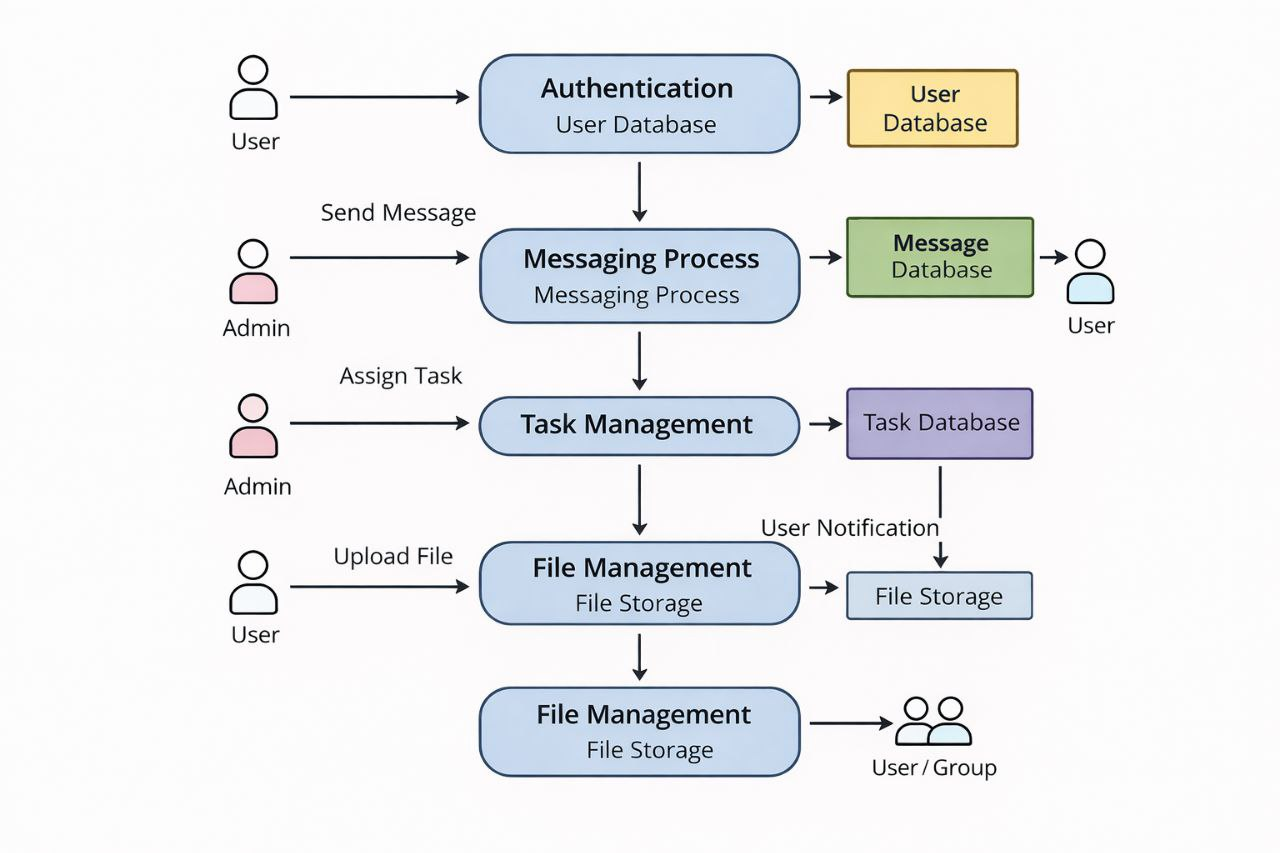 User
Authentication
User Database
User
Database
Send Message
Admin
Messaging Process
Messaging Process
Message
Database
User
Assign Task
Admin
Task Management
Task Database
User Notification
Upload File
User
File Management
File Storage
File Storage
File Management
File Storage
User / Group